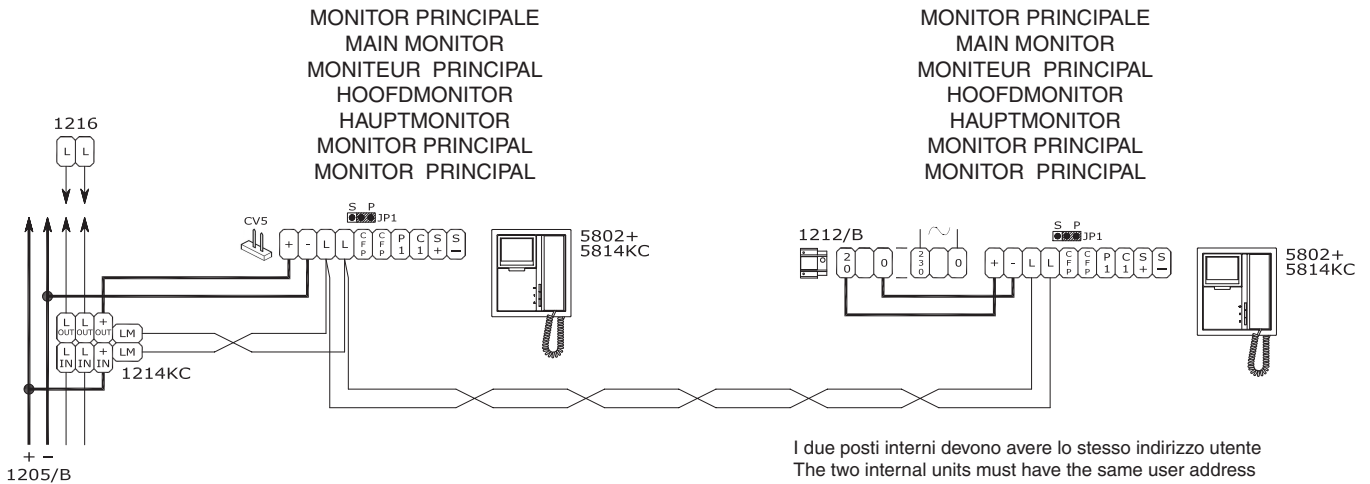 MONITOR PRINCIPALE
MAIN MONITOR
MONITEUR PRINCIPAL
HOOFDMONITOR
HAUPTMONITOR
MONITOR PRINCIPAL
MONITOR PRINCIPAL
MONITOR PRINCIPALE
MAIN MONITOR
MONITEUR PRINCIPAL
HOOFDMONITOR
HAUPTMONITOR
MONITOR PRINCIPAL
MONITOR PRINCIPAL
1216
L L
S P
JP1
CV5
+ - L L CFP CFP P1 C1 S+ S-
5802+
5814KC
1212/B
20 0 230 0
S P
JP1
+ - L L CFP CFP P1 C1 S+ S-
5802+
5814KC
L OUT L OUT + OUT LM
L IN L IN + IN LM
1214KC
+ -
1205/B
I due posti interni devono avere lo stesso indirizzo utente
The two internal units must have the same user address